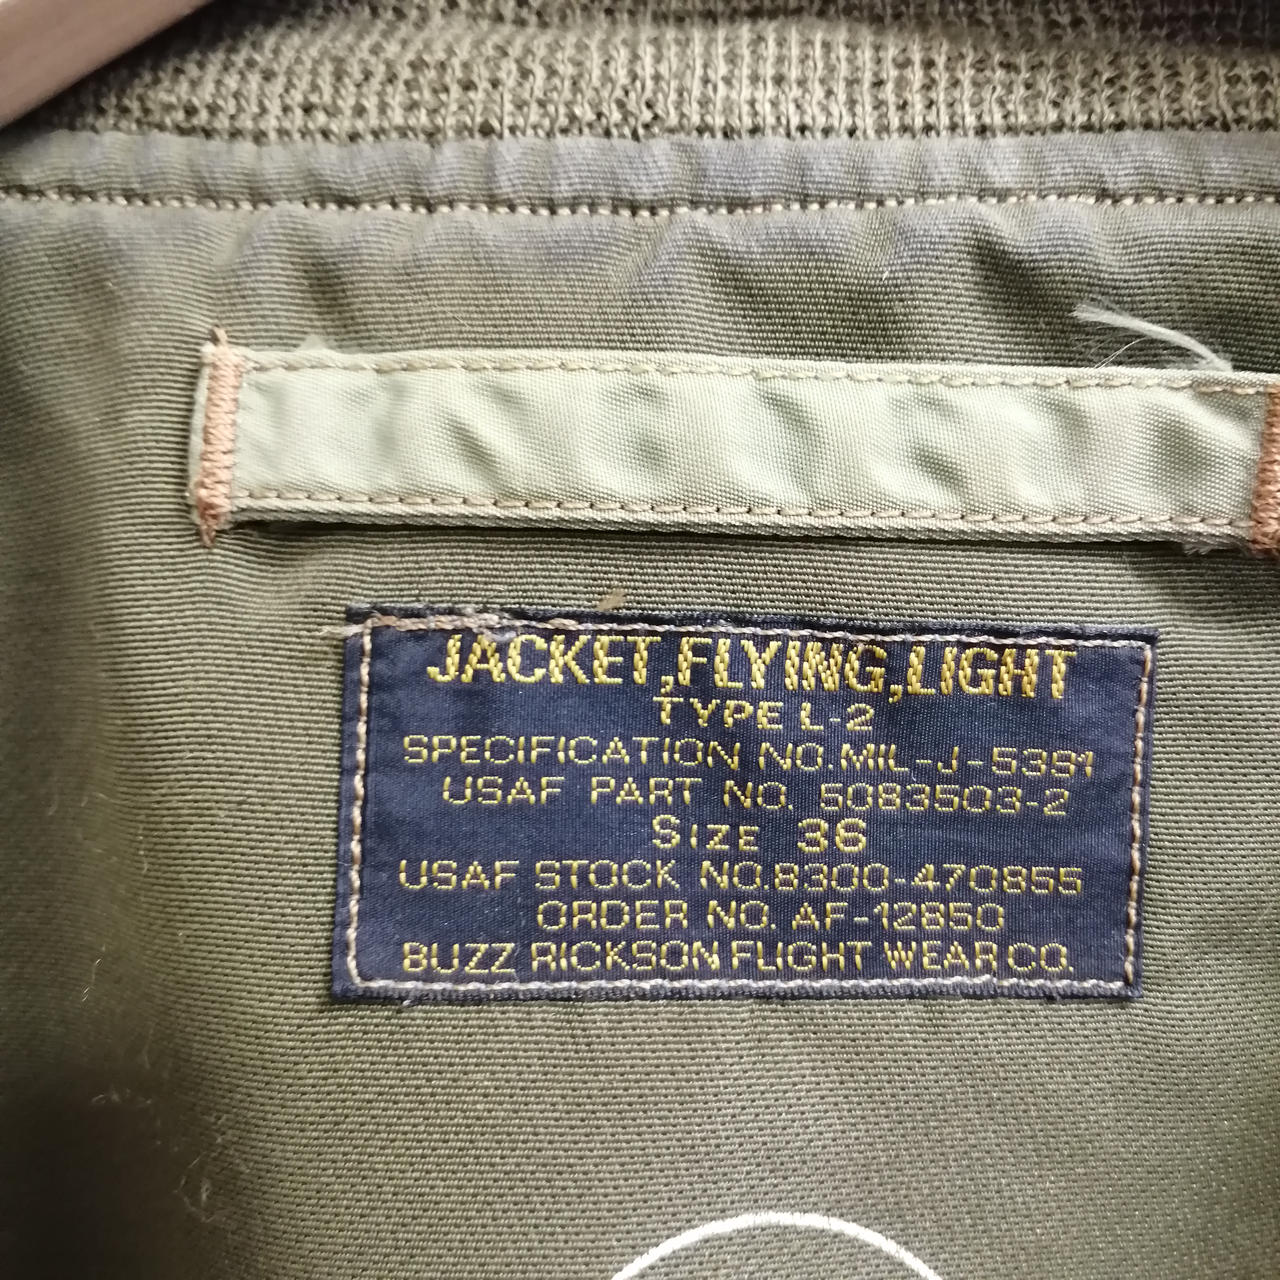 JACKET,FLYING,LIGHT
TYPE L-2
SPECIFICATION NO.MIL-J-5391
USAF PART NO. 5083503-2
SIZE 36
USAF STOCK NO.8300-470855
ORDER NO. AF-12850
BUZZ RICKSON FLIGHT WEAR CO.